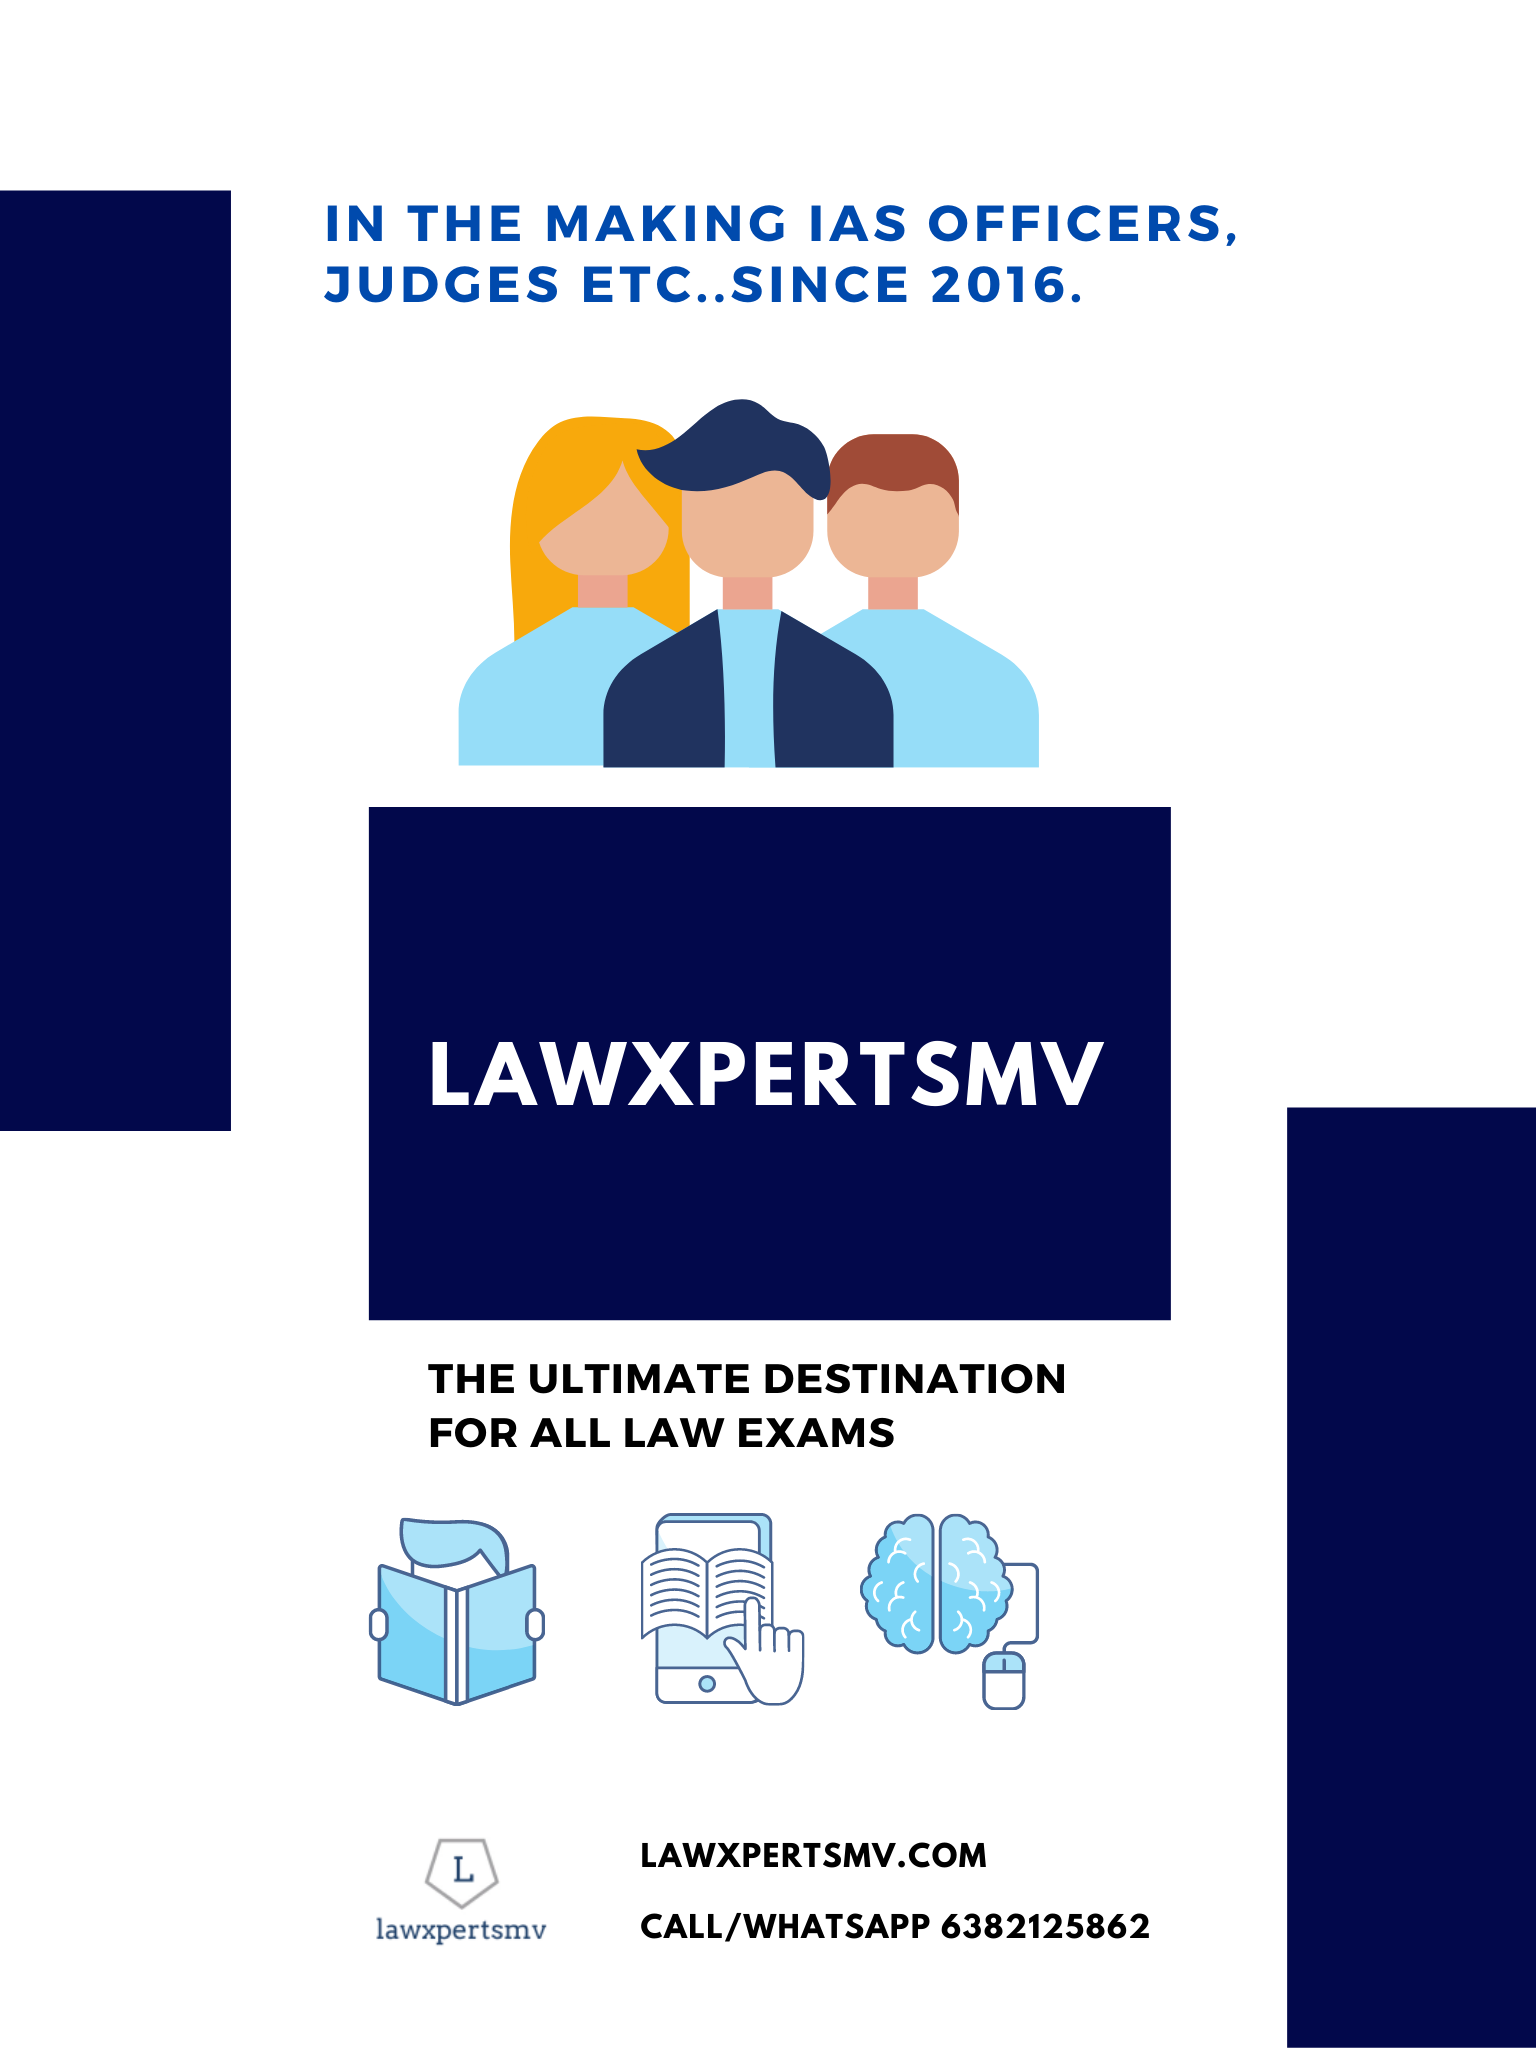 IN THE MAKING IAS OFFICERS,
JUDGES ETC..SINCE 2016.
LAWXPERTSMV
THE ULTIMATE DESTINATION
FOR ALL LAW EXAMS
L
lawxpertsmv
LAWXPERTSMV.COM
CALL/WHATSAPP 6382125862